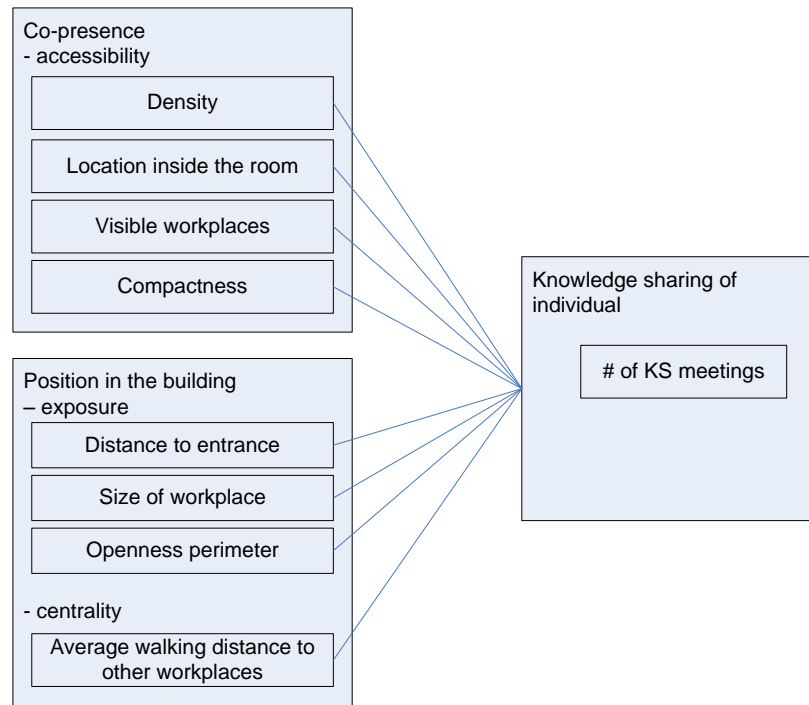 Co-presence
- accessibility
Density
Location inside the room
Visible workplaces
Compactness
Position in the building
– exposure
Distance to entrance
Size of workplace
Openness perimeter
- centrality
Average walking distance to
other workplaces
Knowledge sharing of
individual
# of KS meetings